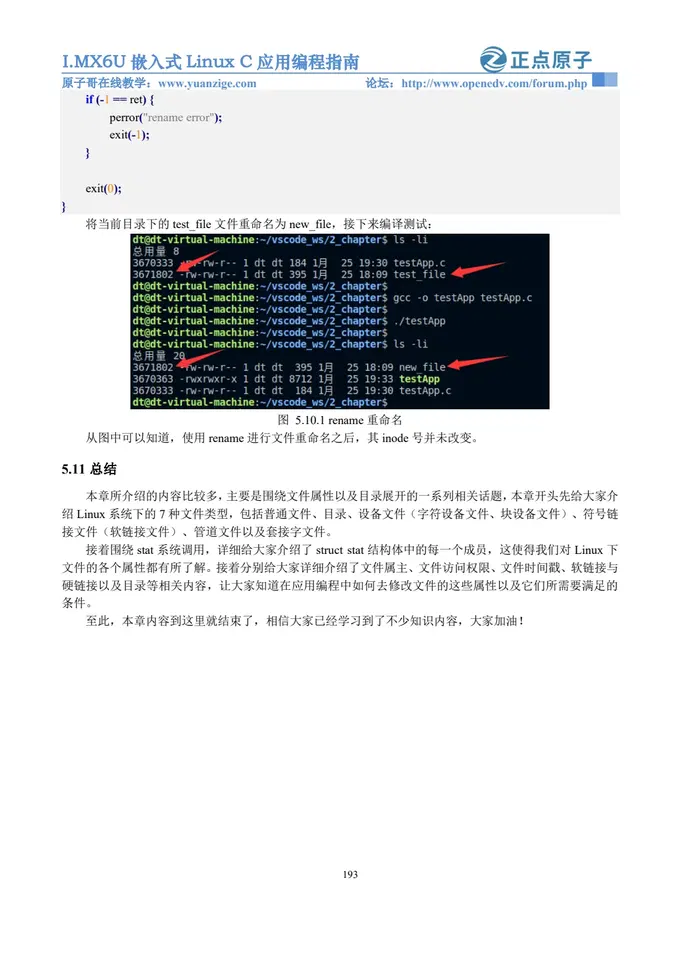 I.MX6U 嵌入式 Linux C 应用编程指南
正点原子
原子哥在线教学：www.yuanzige.com 论坛：http://www.openedv.com/forum.php
if (-1 == ret) {
perror("rename error");
exit(-1);
}
exit(0);
}
将当前目录下的 test_file 文件重命名为 new_file，接下来编译测试：
dt@dt-virtual-machine:~/vscode_ws/2_chapter$ ls -li
总用量 8
3670333 -rw-rw-r-- 1 dt dt 184 1月 25 19:30 testApp.c
3671802 -rw-rw-r-- 1 dt dt 395 1月 25 18:09 test_file
dt@dt-virtual-machine:~/vscode_ws/2_chapter$
dt@dt-virtual-machine:~/vscode_ws/2_chapter$ gcc -o testApp testApp.c
dt@dt-virtual-machine:~/vscode_ws/2_chapter$
dt@dt-virtual-machine:~/vscode_ws/2_chapter$ ./testApp
dt@dt-virtual-machine:~/vscode_ws/2_chapter$
dt@dt-virtual-machine:~/vscode_ws/2_chapter$ ls -li
总用量 20
3671802 -rw-rw-r-- 1 dt dt 395 1月 25 18:09 new_file
3670363 -rwxrwxr-x 1 dt dt 8712 1月 25 19:33 testApp
3670333 -rw-rw-r-- 1 dt dt 184 1月 25 19:30 testApp.c
dt@dt-virtual-machine:~/vscode_ws/2_chapter$
图 5.10.1 rename 重命名
从图中可以知道，使用 rename 进行文件重命名之后，其 inode 号并未改变。
5.11 总结
本章所介绍的内容比较多，主要是围绕文件属性以及目录展开的一系列相关话题，本章开头先给大家介
绍 Linux 系统下的 7 种文件类型，包括普通文件、目录、设备文件（字符设备文件、块设备文件）、符号链
接文件（软链接文件）、管道文件以及套接字文件。
接着围绕 stat 系统调用，详细给大家介绍了 struct stat 结构体中的每一个成员，这使得我们对 Linux 下
文件的各个属性都有所了解。接着分别给大家详细介绍了文件属主、文件访问权限、文件时间戳、软链接与
硬链接以及目录等相关内容，让大家知道在应用编程中如何去修改文件的这些属性以及它们所需要满足的
条件。
至此，本章内容到这里就结束了，相信大家已经学习到了不少知识内容，大家加油！
193